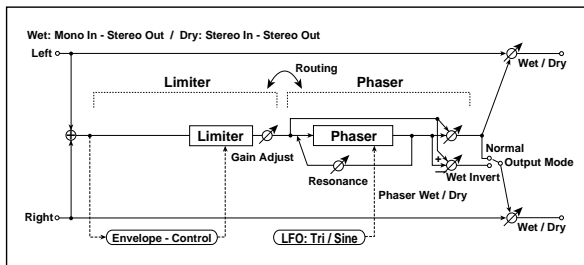 Wet: Mono In - Stereo Out / Dry: Stereo In - Stereo Out
Left
Wet / Dry
Routing
Limiter
Phaser
Limiter
Phaser
Gain Adjust
Resonance
+
−
Normal
Output Mode
Wet Invert
Phaser Wet / Dry
Right
Wet / Dry
Envelope - Control
LFO: Tri / Sine